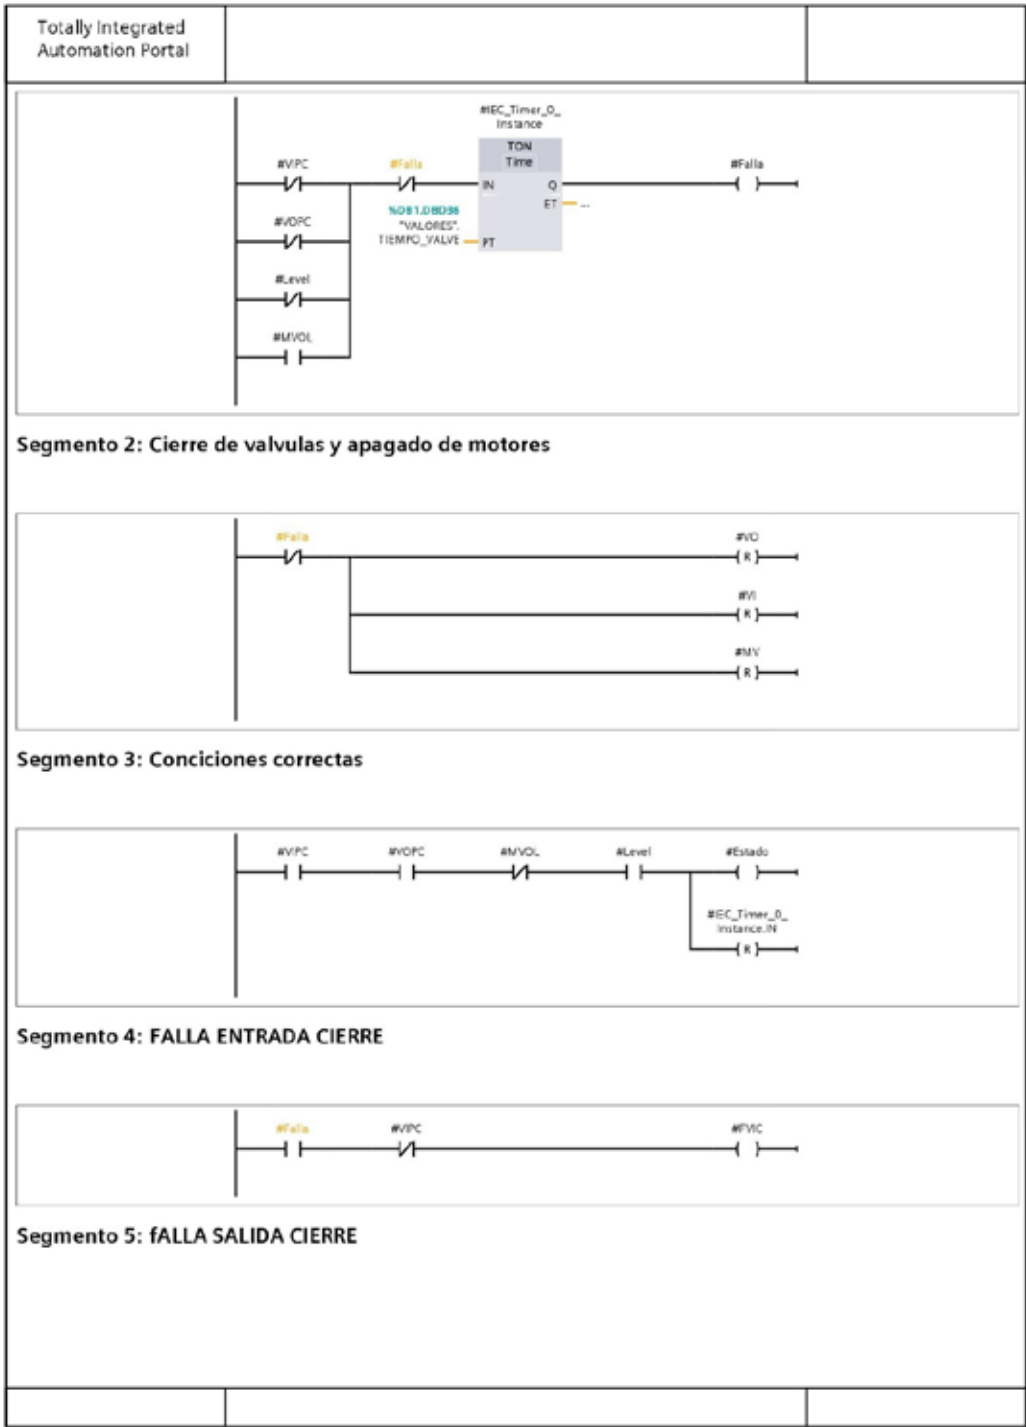 Totally Integrated
Automation Portal
#IEC_Timer_0_
Instance
TON
Time
#VIPC
#Falla
#Falla
IN
Q
ET
...
%DB1.DBD36
"VALORES".
TIEMPO_VALVE
PT
#VOPC
#Level
#MVOL
Segmento 2: Cierre de valvulas y apagado de motores
#Falla
#VO
R
#VI
R
#MV
R
Segmento 3: Conciciones correctas
#VIPC
#VOPC
#MVOL
#Level
#Estado
#IEC_Timer_0_
Instance.IN
R
Segmento 4: FALLA ENTRADA CIERRE
#Falla
#VIPC
#FVIC
Segmento 5: fALLA SALIDA CIERRE